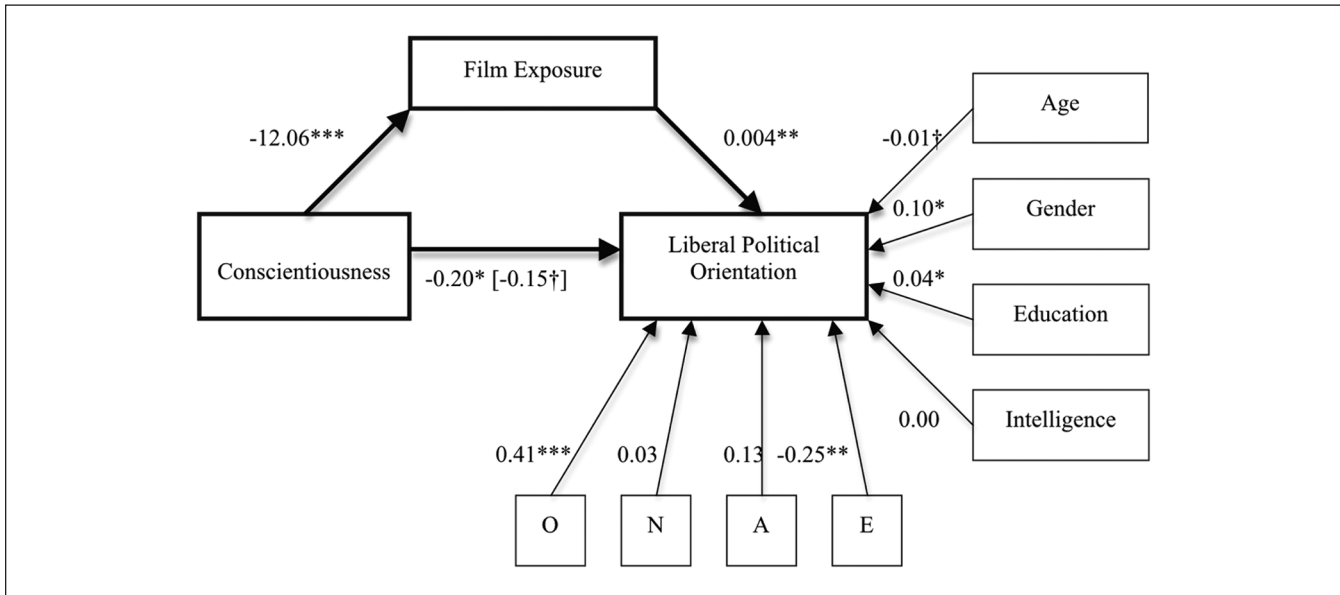 Film Exposure
Age
-12.06***
0.004**
-0.01†
Gender
0.10*
Conscientiousness
Liberal Political
Orientation
-0.20* [-0.15†]
0.04*
Education
Intelligence
0.00
0.41***
0.03
0.13
-0.25**
O
N
A
E